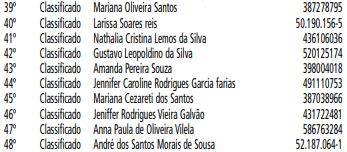 39º Classificado Mariana Oliveira Santos 387278795
40º Classificado Larissa Soares reis 50.190.156-5
41º Classificado Nathalia Cristina Lemos da Silva 436106036
42º Classificado Gustavo Leopoldino da Silva 520125174
43º Classificado Amanda Pereira Souza 398004018
44º Classificado Jennifer Caroline Rodrigues Garcia farias 491110753
45º Classificado Mariana Cezareti dos Santos 387038966
46º Classificado Jeniffer Rodrigues Vieira Galvão 431722481
47º Classificado Anna Paula de Oliveira Vilela 586763284
48º Classificado André dos Santos Morais de Sousa 52.187.064-1